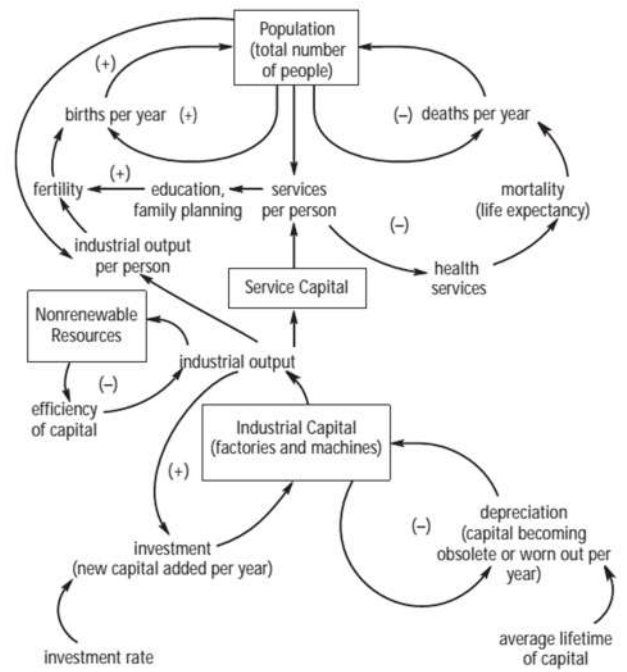 Population
(total number
of people)
(+)
births per year
(+)
(–)
deaths per year
fertility
(+)
education,
family planning
services
per person
mortality
(life expectancy)
(–)
industrial output
per person
health
services
Service Capital
Nonrenewable
Resources
industrial output
(–)
efficiency
of capital
Industrial Capital
(factories and machines)
(+)
(–)
depreciation
(capital becoming
obsolete or worn out per
year)
investment
(new capital added per year)
investment rate
average lifetime
of capital